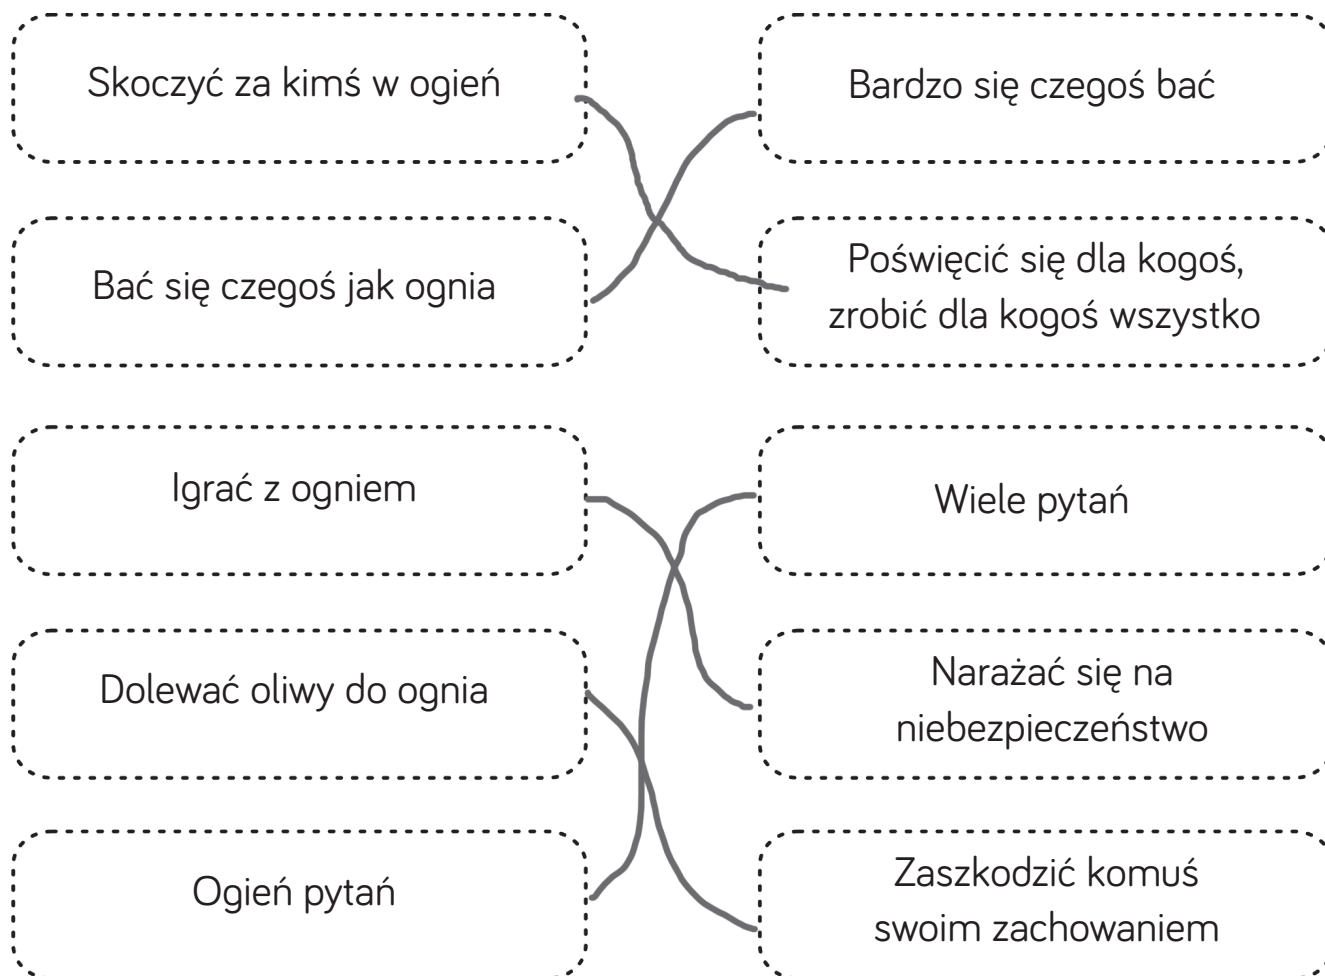 Skoczyć za kimś w ogień
Bardzo się czegoś bać
Bać się czegoś jak ognia
Poświęcić się dla kogoś,
zrobić dla kogoś wszystko
Igrać z ogniem
Wiele pytań
Dolewać oliwy do ognia
Narażać się na
niebezpieczeństwo
Ogień pytań
Zaszkodzić komuś
swoim zachowaniem